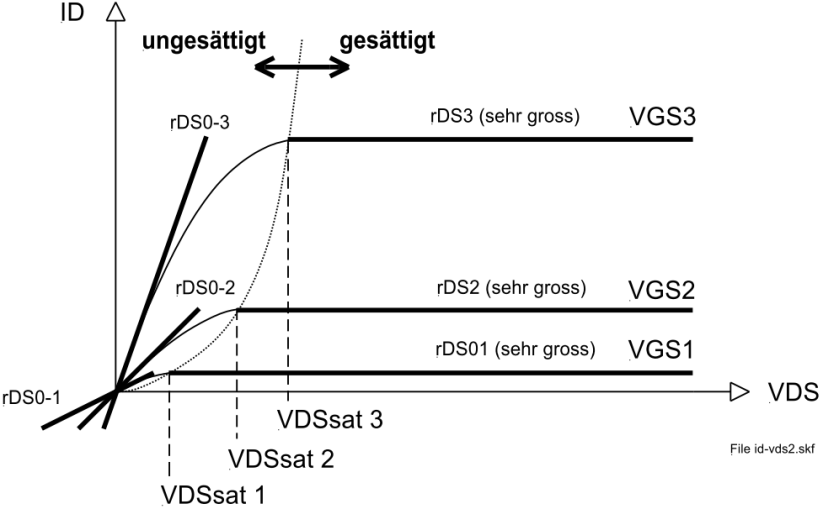 ID
ungesättigt
gesättigt
rDS0-3
rDS3 (sehr gross)
VGS3
rDS0-2
rDS2 (sehr gross)
VGS2
rDS01 (sehr gross)
VGS1
rDS0-1
VDS
VDSsat 3
VDSsat 2
VDSsat 1
File id-vds2.skf